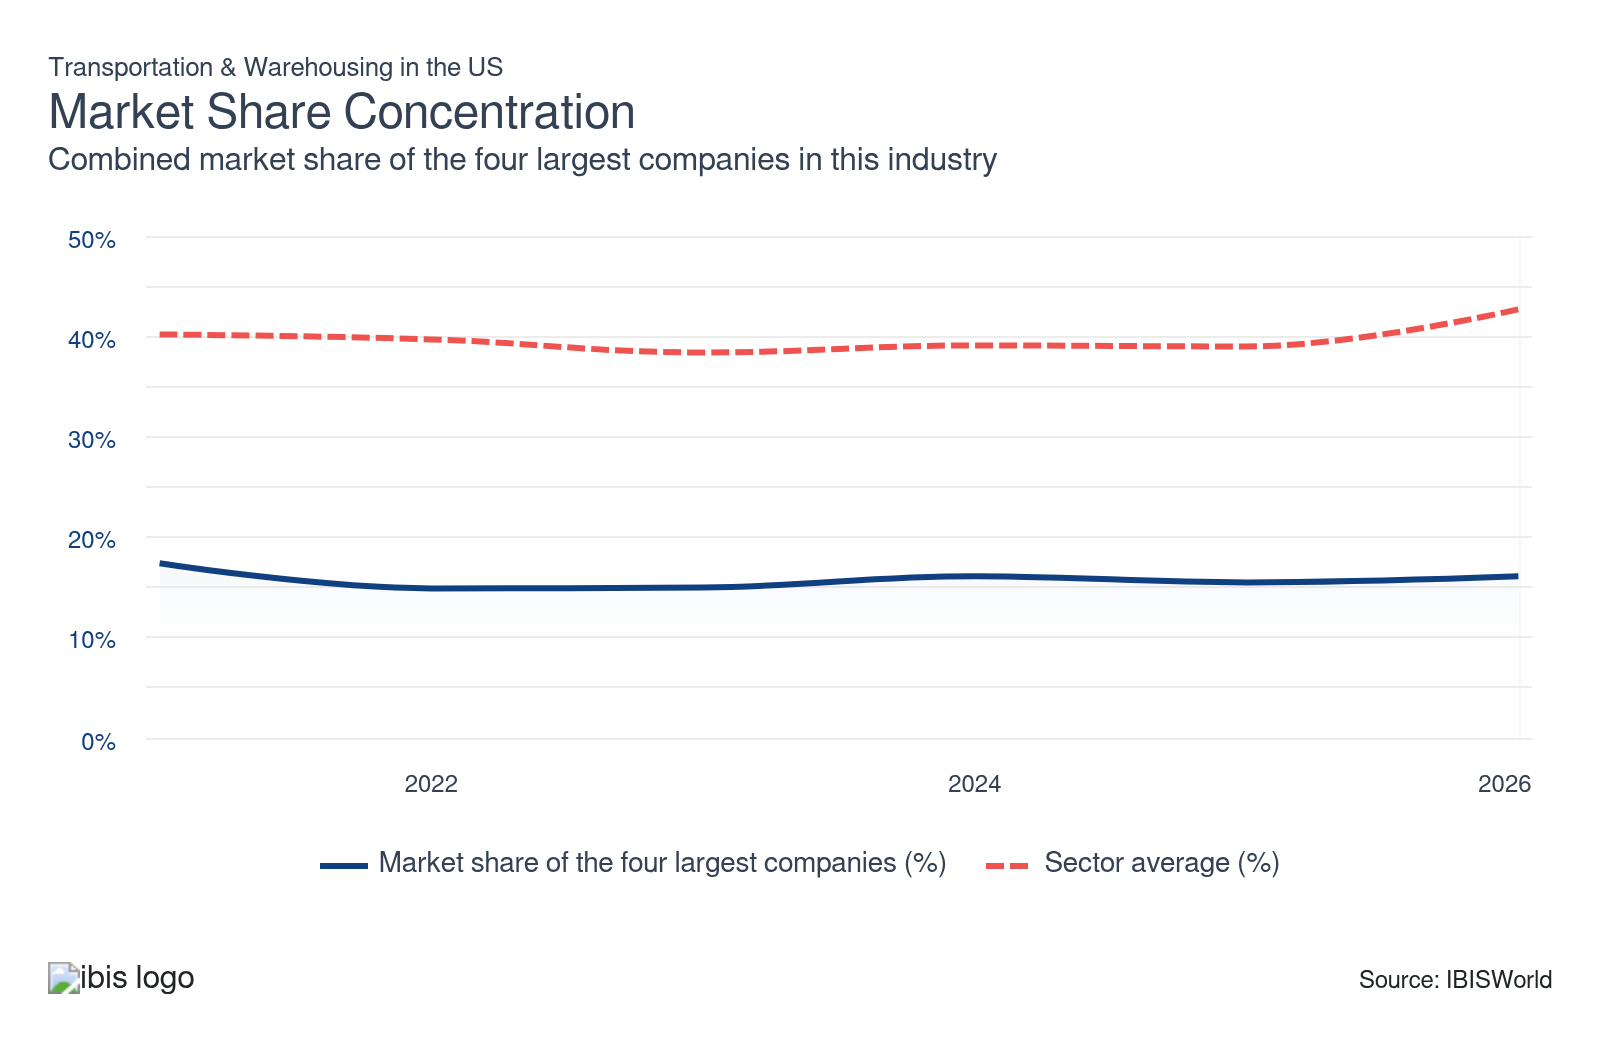 Transportation & Warehousing in the US
Market Share Concentration
Combined market share of the four largest companies in this industry
50%
40%
30%
20%
10%
0%
2022 2024 2026
Market share of the four largest companies (%) Sector average (%)
ibis logo Source: IBISWorld